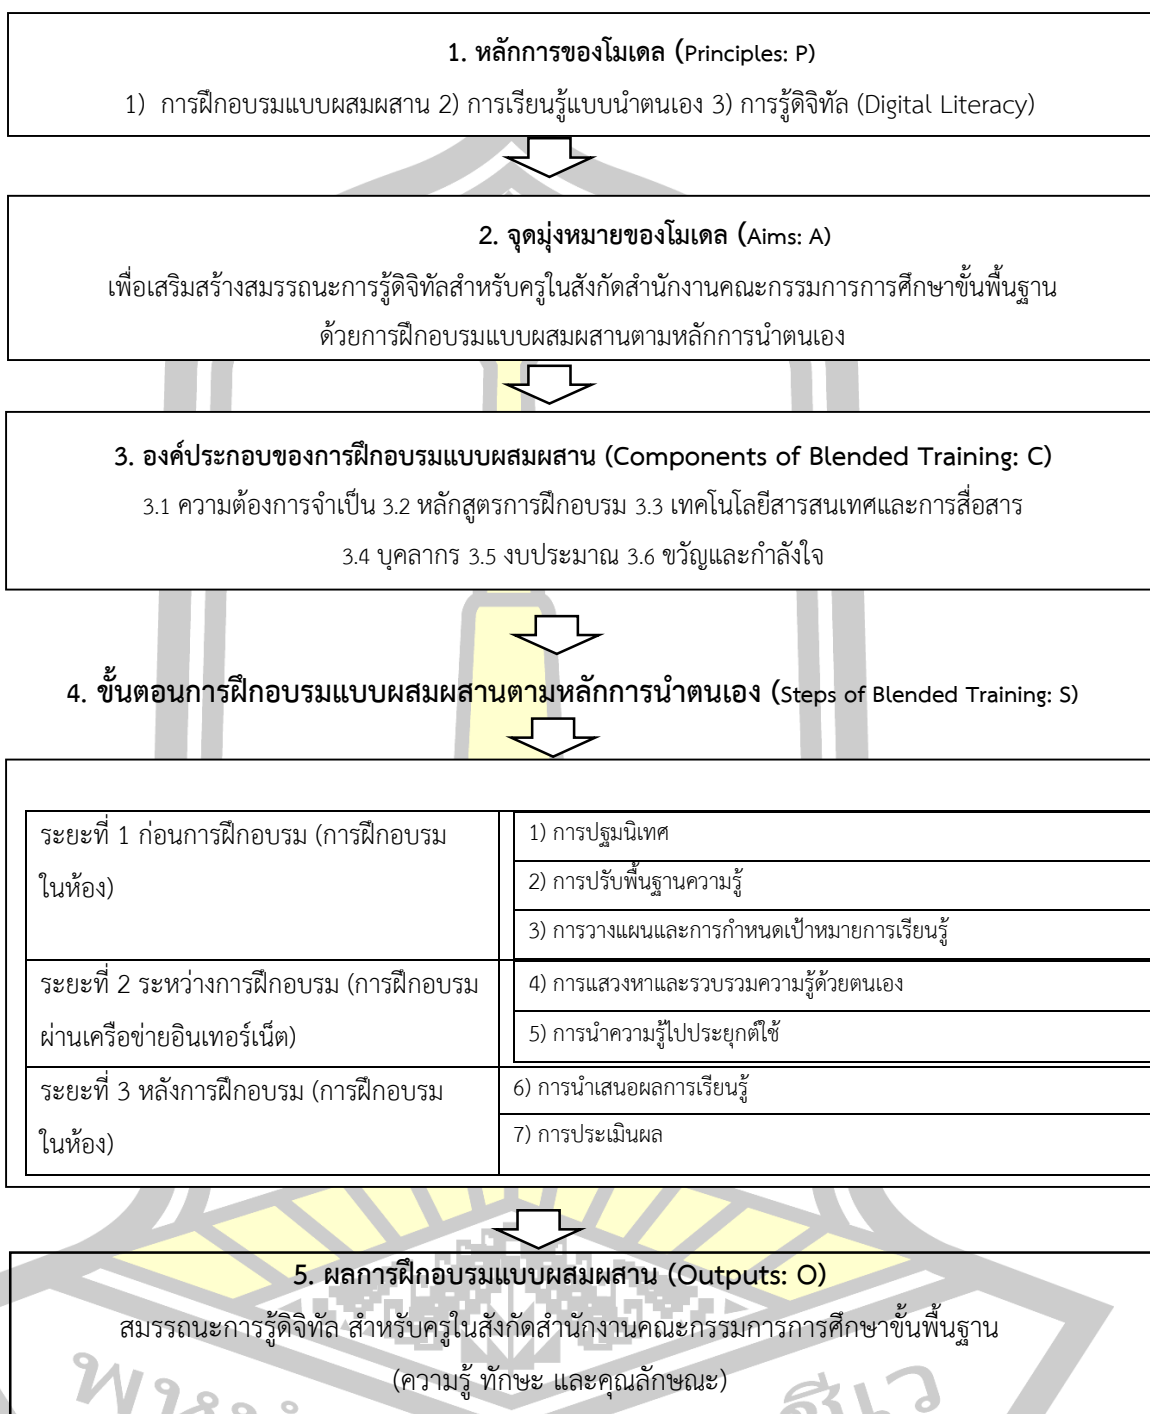 1. หลักการของโมเดล (Principles: P)
1) การฝึกอบรมแบบผสมผสาน 2) การเรียนรู้แบบนำตนเอง 3) การรู้ดิจิทัล (Digital Literacy)
2. จุดมุ่งหมายของโมเดล (Aims: A)
เพื่อเสริมสร้างสมรรถนะการรู้ดิจิทัลสำหรับครูในสังกัดสำนักงานคณะกรรมการการศึกษาขั้นพื้นฐาน
ด้วยการฝึกอบรมแบบผสมผสานตามหลักการนำตนเอง
3. องค์ประกอบของการฝึกอบรมแบบผสมผสาน (Components of Blended Training: C)
3.1 ความต้องการจำเป็น 3.2 หลักสูตรการฝึกอบรม 3.3 เทคโนโลยีสารสนเทศและการสื่อสาร
3.4 บุคลากร 3.5 งบประมาณ 3.6 ขวัญและกำลังใจ
4. ขั้นตอนการฝึกอบรมแบบผสมผสานตามหลักการนำตนเอง (Steps of Blended Training: S)
ระยะที่ 1 ก่อนการฝึกอบรม (การฝึกอบรม
ในห้อง)
1) การปฐมนิเทศ
2) การปรับพื้นฐานความรู้
3) การวางแผนและการกำหนดเป้าหมายการเรียนรู้
ระยะที่ 2 ระหว่างการฝึกอบรม (การฝึกอบรม
ผ่านเครือข่ายอินเทอร์เน็ต)
4) การแสวงหาและรวบรวมความรู้ด้วยตนเอง
5) การนำความรู้ไปประยุกต์ใช้
ระยะที่ 3 หลังการฝึกอบรม (การฝึกอบรม
ในห้อง)
6) การนำเสนอผลการเรียนรู้
7) การประเมินผล
5. ผลการฝึกอบรมแบบผสมผสาน (Outputs: O)
สมรรถนะการรู้ดิจิทัล สำหรับครูในสังกัดสำนักงานคณะกรรมการการศึกษาขั้นพื้นฐาน
(ความรู้ ทักษะ และคุณลักษณะ)